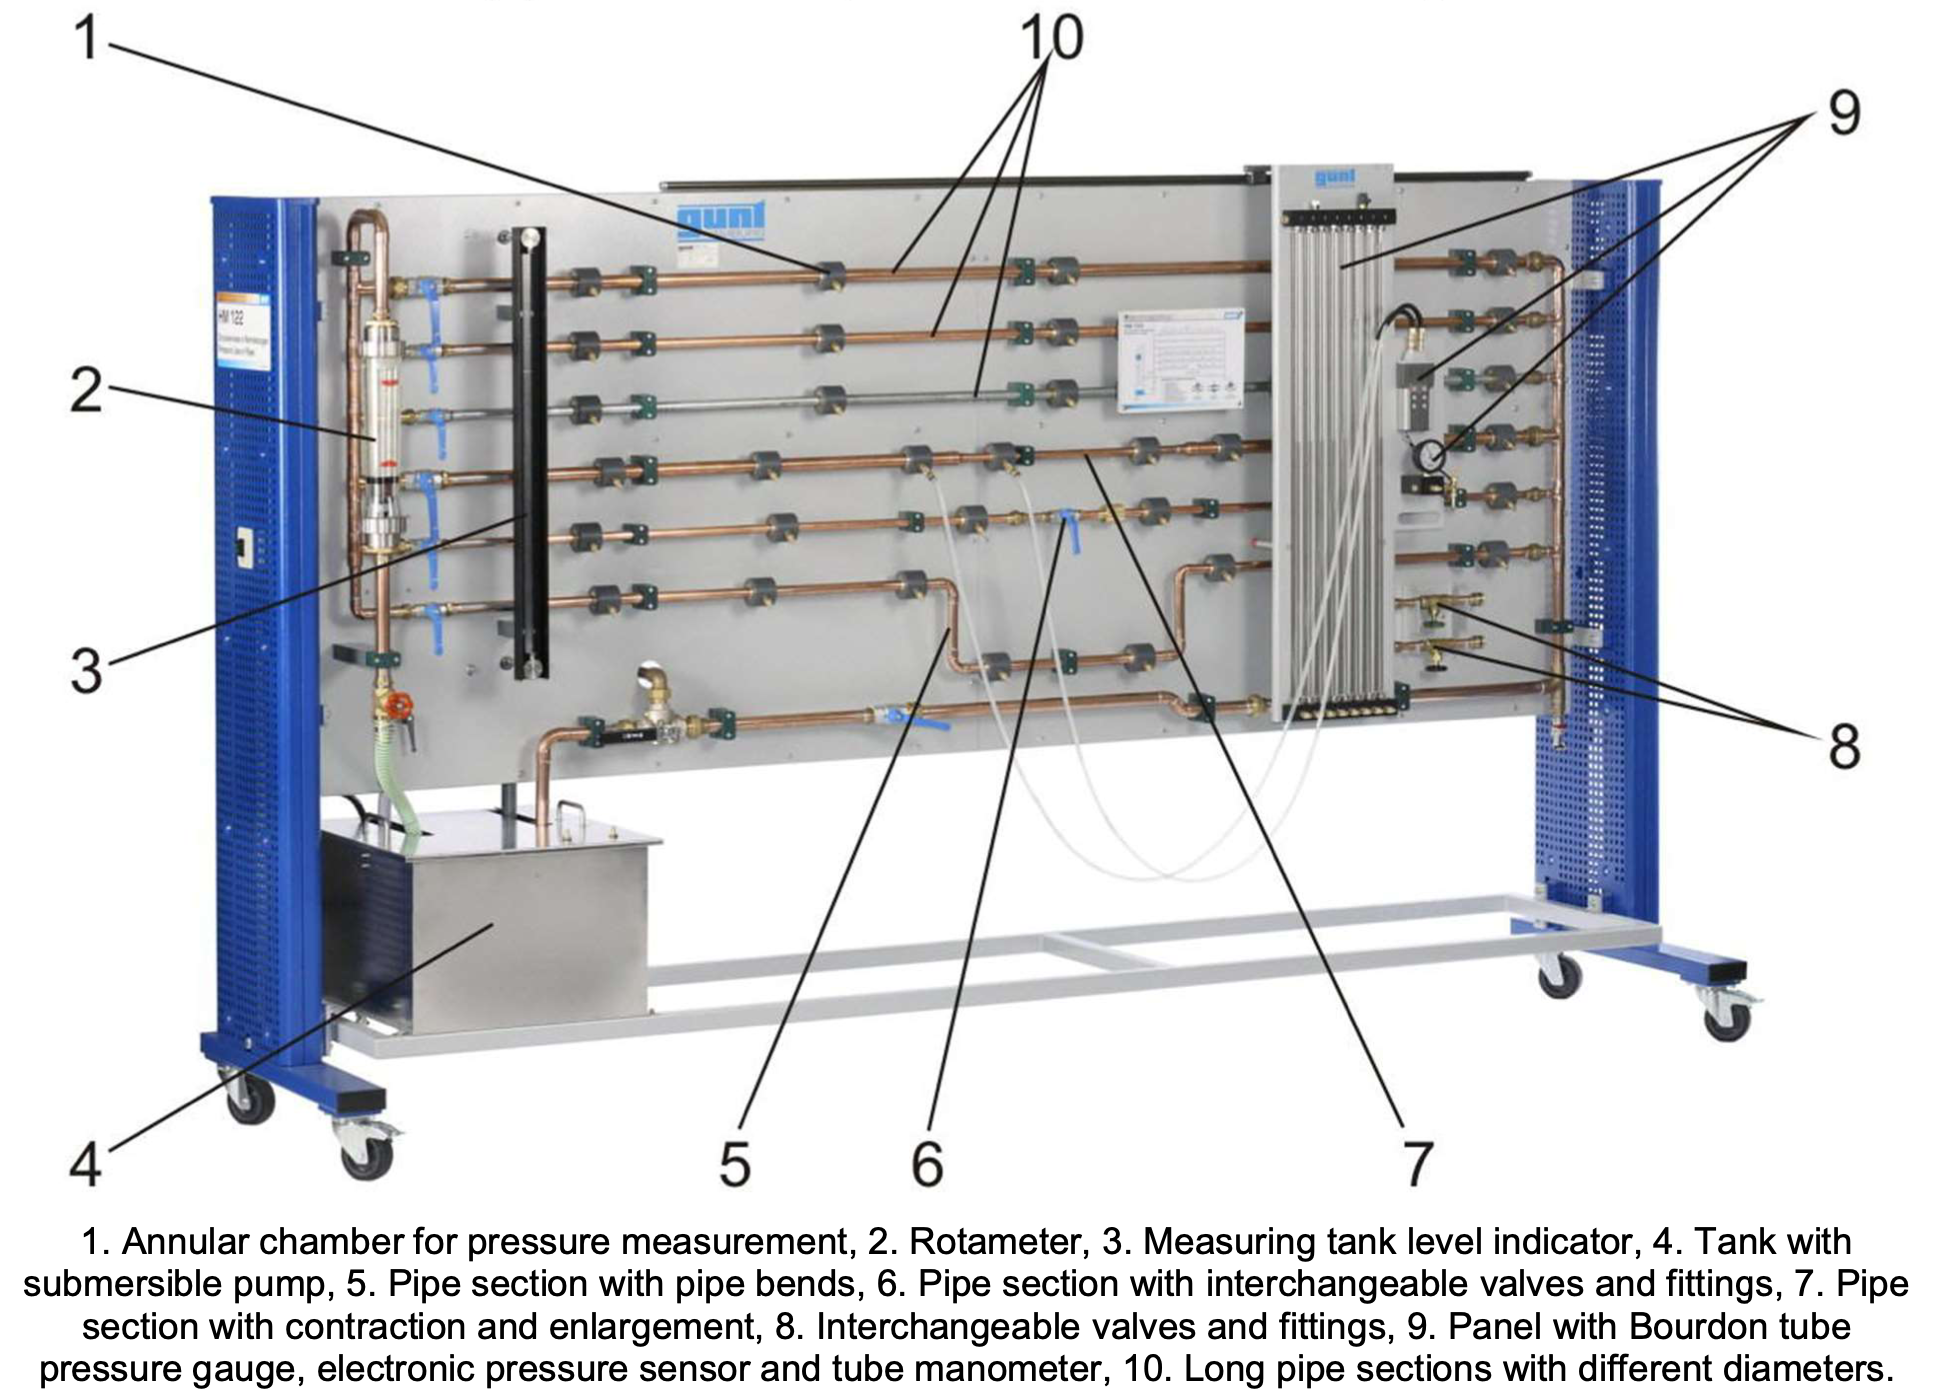 1
10
9
gunt
gunt
HM 122
2
3
8
4
5
6
7
1. Annular chamber for pressure measurement, 2. Rotameter, 3. Measuring tank level indicator, 4. Tank with
submersible pump, 5. Pipe section with pipe bends, 6. Pipe section with interchangeable valves and fittings, 7. Pipe
section with contraction and enlargement, 8. Interchangeable valves and fittings, 9. Panel with Bourdon tube
pressure gauge, electronic pressure sensor and tube manometer, 10. Long pipe sections with different diameters.